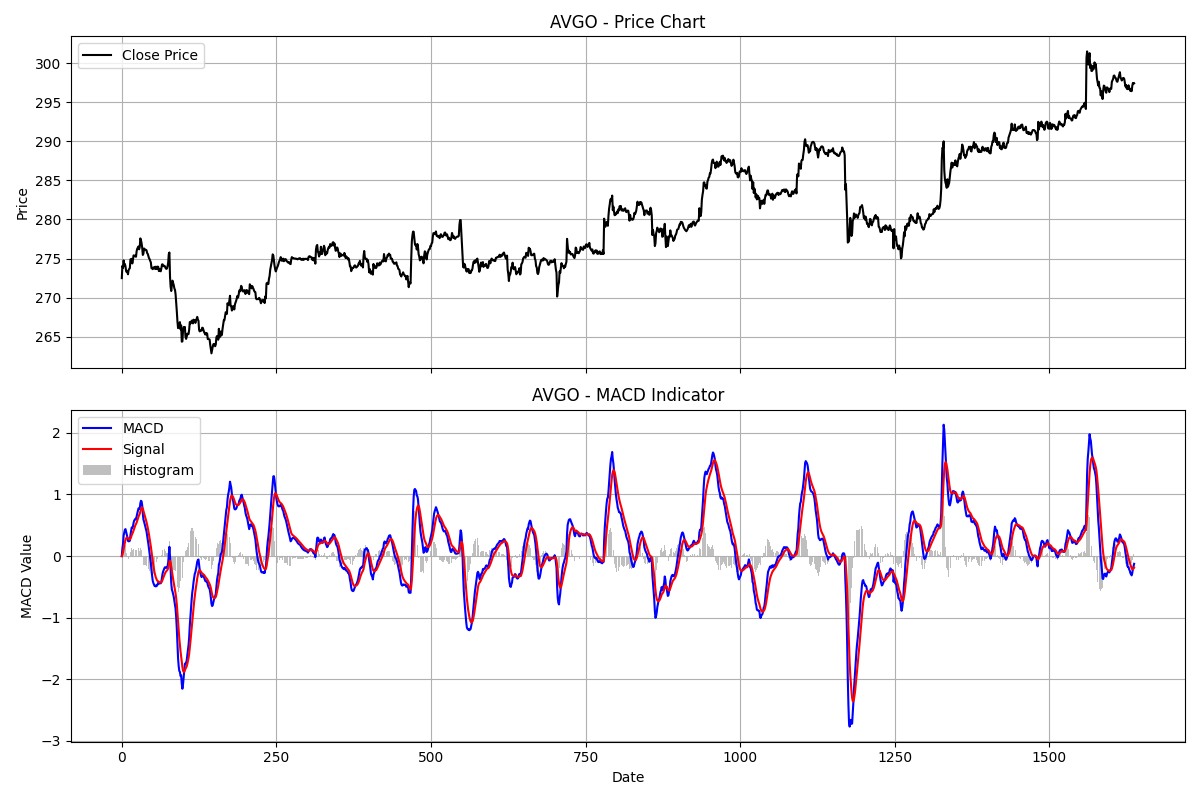 AVGO - Price Chart
Close Price
300
295
290
285
280
275
270
265
Price
AVGO - MACD Indicator
MACD
Signal
Histogram
2
1
0
−1
−2
−3
MACD Value
0 250 500 750 1000 1250 1500
Date